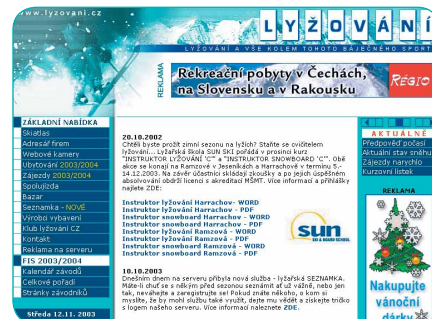 www.lyzovani.cz
LYŽOVÁNÍ
LYŽOVÁNÍ A VŠE KOLEM TOHOTO BÁJEČNÉHO SPORT
REKLAMA
Rekreační pobyty v Čechách,
na Slovensku a v Rakousku
REGIO
ZÁKLADNÍ NABÍDKA
Skiatlas
Adresář firem
Webové kamery
Ubytování 2003/2004
Zájezdy 2003/2004
Spolujízda
Bazar
Seznamka - NOVÉ
Výrobci vybavení
Klub lyžování CZ
Kontakt
Reklama na serveru
FIS 2003/2004
Kalendář závodů
Celkové pořadí
Stránky závodníků
Středa 12.11. 2003
20.10.2002
Chtěli byste prožít zimní sezonu na lyžích? Staňte se cvičitelem
lyžování... Lyžařská škola SUN SKI pořádá v prosinci kurz
"INSTRUKTOR LYŽOVÁNÍ 'C'" a "INSTRUKTOR SNOWBOARD 'C'". Obě
akce se konají na Ramzové v Jeseníkách a Harrachově v termínu 5.-
14.12.2003. Na závěr účastníci skládají zkoušky a po jejich úspěšném
absolvování obdrží licenci s akreditací MŠMT. Více informací a přihlášky
najlete ZDE:
Instruktor lyžování Harrachov- WORD
Instruktor lyžování Harrachov - PDF
Instruktor snowboard Harrachov - WORD
Instruktor snowboard Harrachov - PDF
Instruktor lyžování Ramzová - WORD
Instruktor lyžování Ramzová - PDF
Instruktor snowboard Ramzová - WORD
Instruktor snowboard Ramzová - PDF
sun
SKI & BOARD SCHOOL
10.10.2003
Dnešním dnem na serveru přibyla nová služba - lyžařská SEZNAMKA.
Máte-li chuť se s někým před sezonu seznámit ať už vážně, nebo jen
tak, neváhejte a zaregistrujte se! Pokud znáte někoho, o kom si
myslíte, že by mohl službu také využít, dejte mu vědět a získejte tričko
s logem našeho serveru. Více informací naleznete ZDE.
AKTUÁLNĚ
Předpověď počasí
Aktuální stav sněhu
Zájezdy narychlo
Kurzovní lístek
REKLAMA
Nakupujte
vánoční
dárky